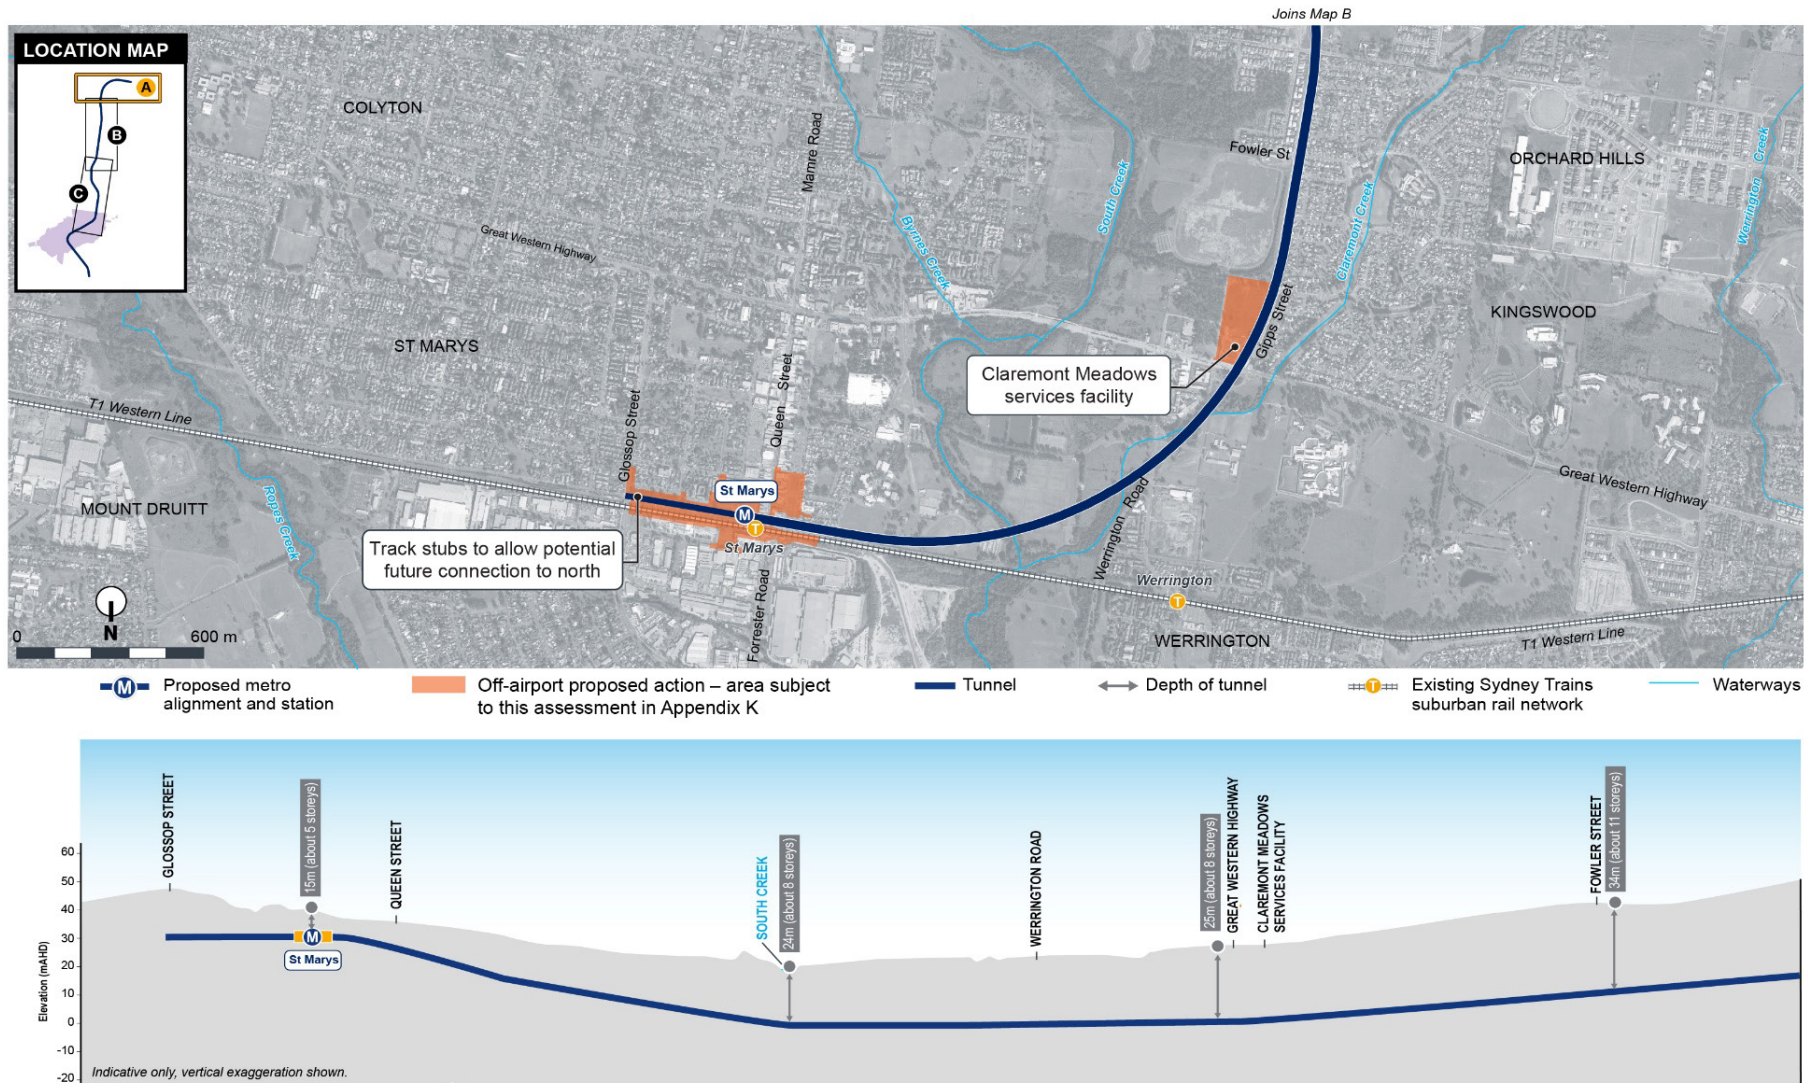 Joins Map B
LOCATION MAP
A
B
C
COLYTON
Mamre Road
Great Western Highway
Byrnes Creek
South Creek
Fowler St
Claremont Creek
ORCHARD HILLS
Werrington Creek
KINGSWOOD
ST MARYS
Gipps Street
Claremont Meadows
services facility
T1 Western Line
Glossop Street
Queen Street
Great Western Highway
MOUNT DRUITT
Ropes Creek
St Marys
M
T
St Marys
Track stubs to allow potential
future connection to north
Forrester Road
Werrington Road
Werrington
T
WERRINGTON
T1 Western Line
N
0 600 m
M
Proposed metro
alignment and station
Off-airport proposed action – area subject
to this assessment in Appendix K
Tunnel
Depth of tunnel
T
Existing Sydney Trains
suburban rail network
Waterways
GLOSSOP STREET
15m (about 5 storeys)
QUEEN STREET
SOUTH CREEK
24m (about 8 storeys)
WERRINGTON ROAD
25m (about 8 storeys)
GREAT WESTERN HIGHWAY
CLAREMONT MEADOWS
SERVICES FACILITY
FOWLER STREET
34m (about 11 storeys)
M
St Marys
Elevation (mAHD)
60
50
40
30
20
10
0
-10
-20
Indicative only, vertical exaggeration shown.